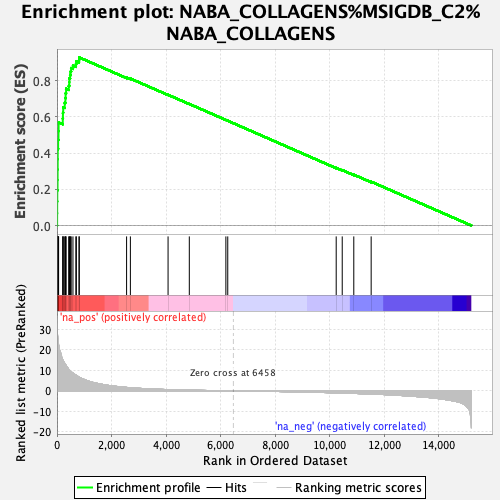 Enrichment plot: NABA_COLLAGENS%MSIGDB_C2%
NABA_COLLAGENS
Enrichment score (ES)
0.8
0.6
0.4
0.2
0.0
'na_pos' (positively correlated)
Ranked list metric (PreRanked)
30
20
10
0
-10
-20
Zero cross at 6458
'na_neg' (negatively correlated)
0
2,000
4,000
6,000
8,000
10,000
12,000
14,000
Rank in Ordered Dataset
Enrichment profile
Hits
Ranking metric scores